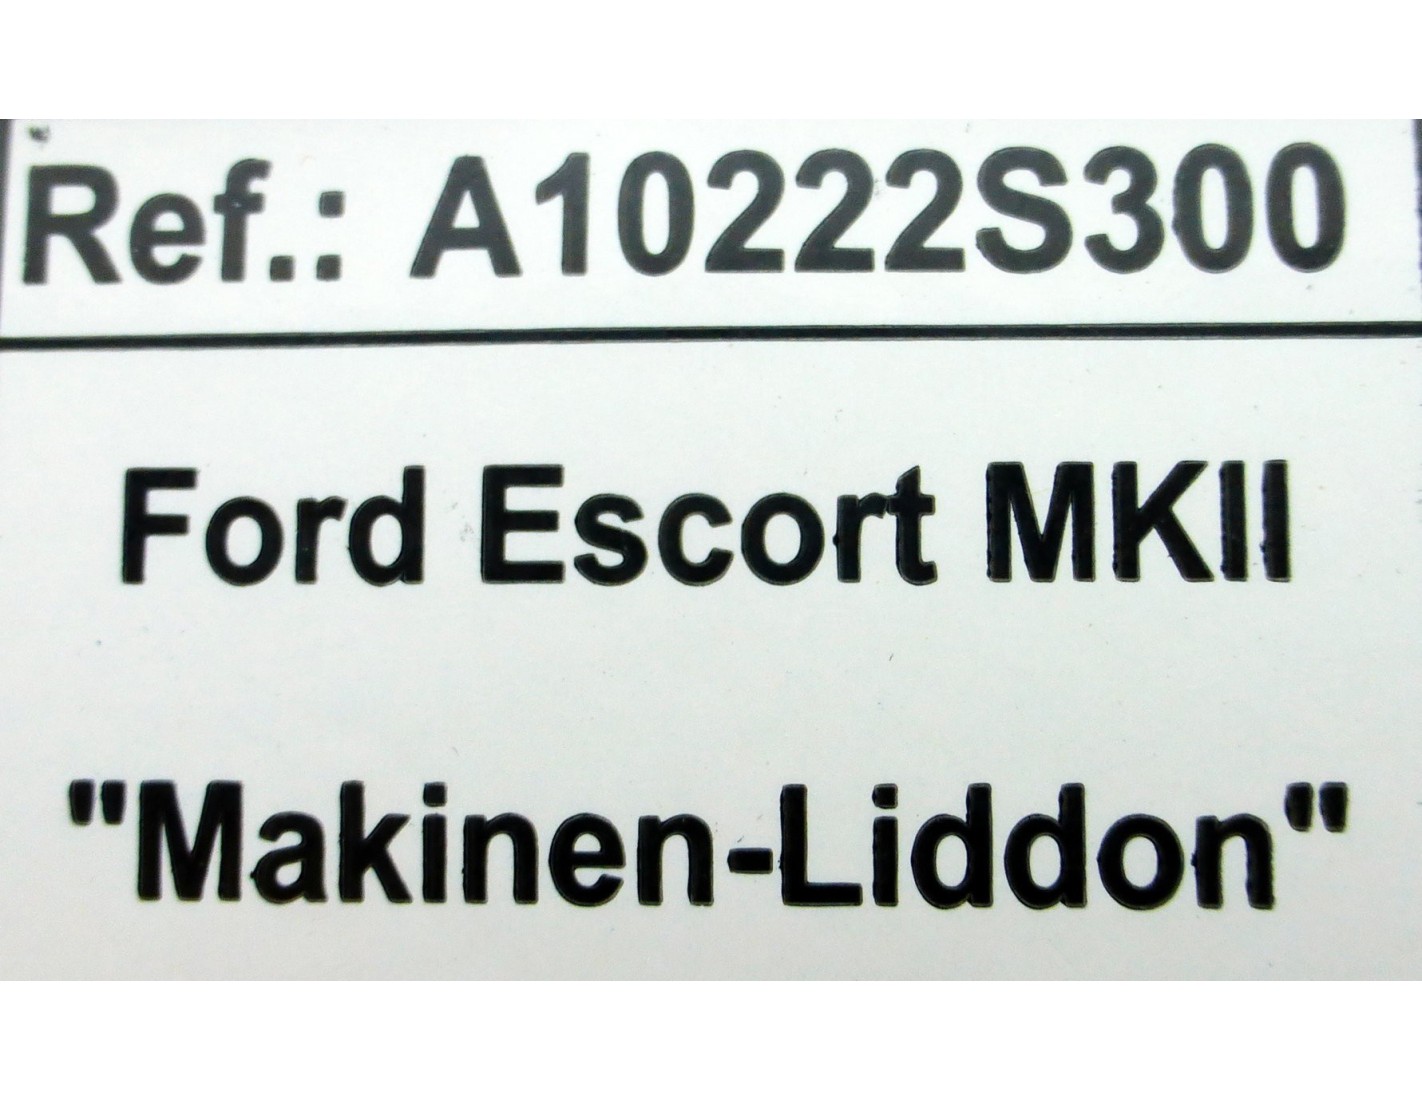 Ref.: A10222S300
Ford Escort MKII
"Makinen-Liddon"